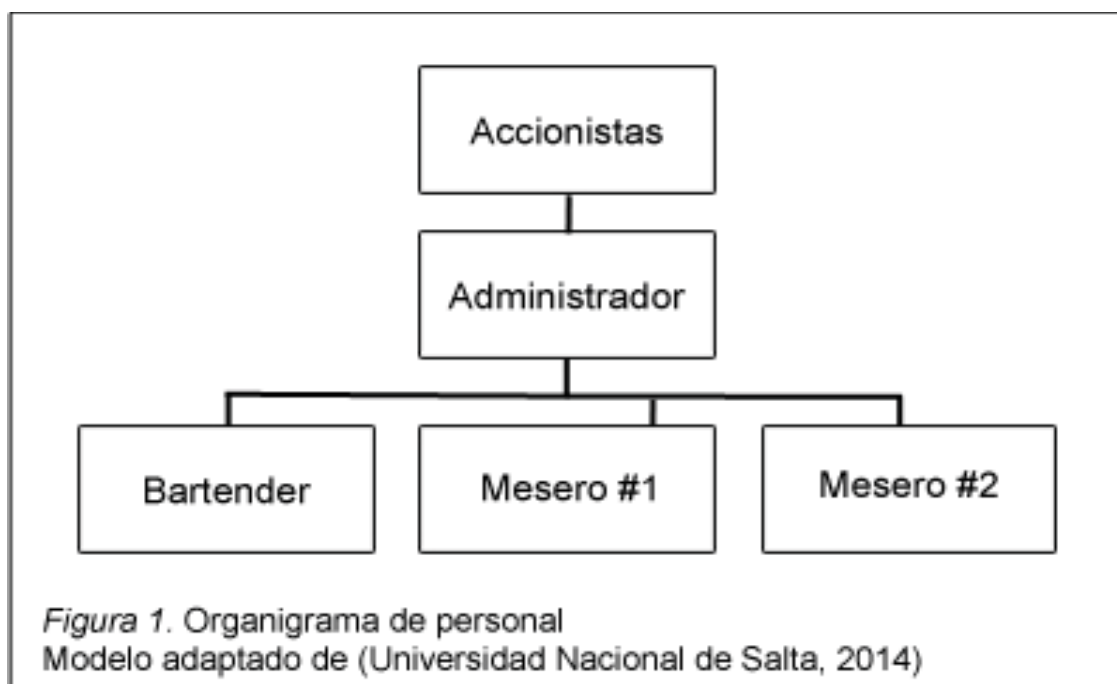 Accionistas
Administrador
Bartender
Mesero #1
Mesero #2
Figura 1. Organigrama de personal
Modelo adaptado de (Universidad Nacional de Salta, 2014)